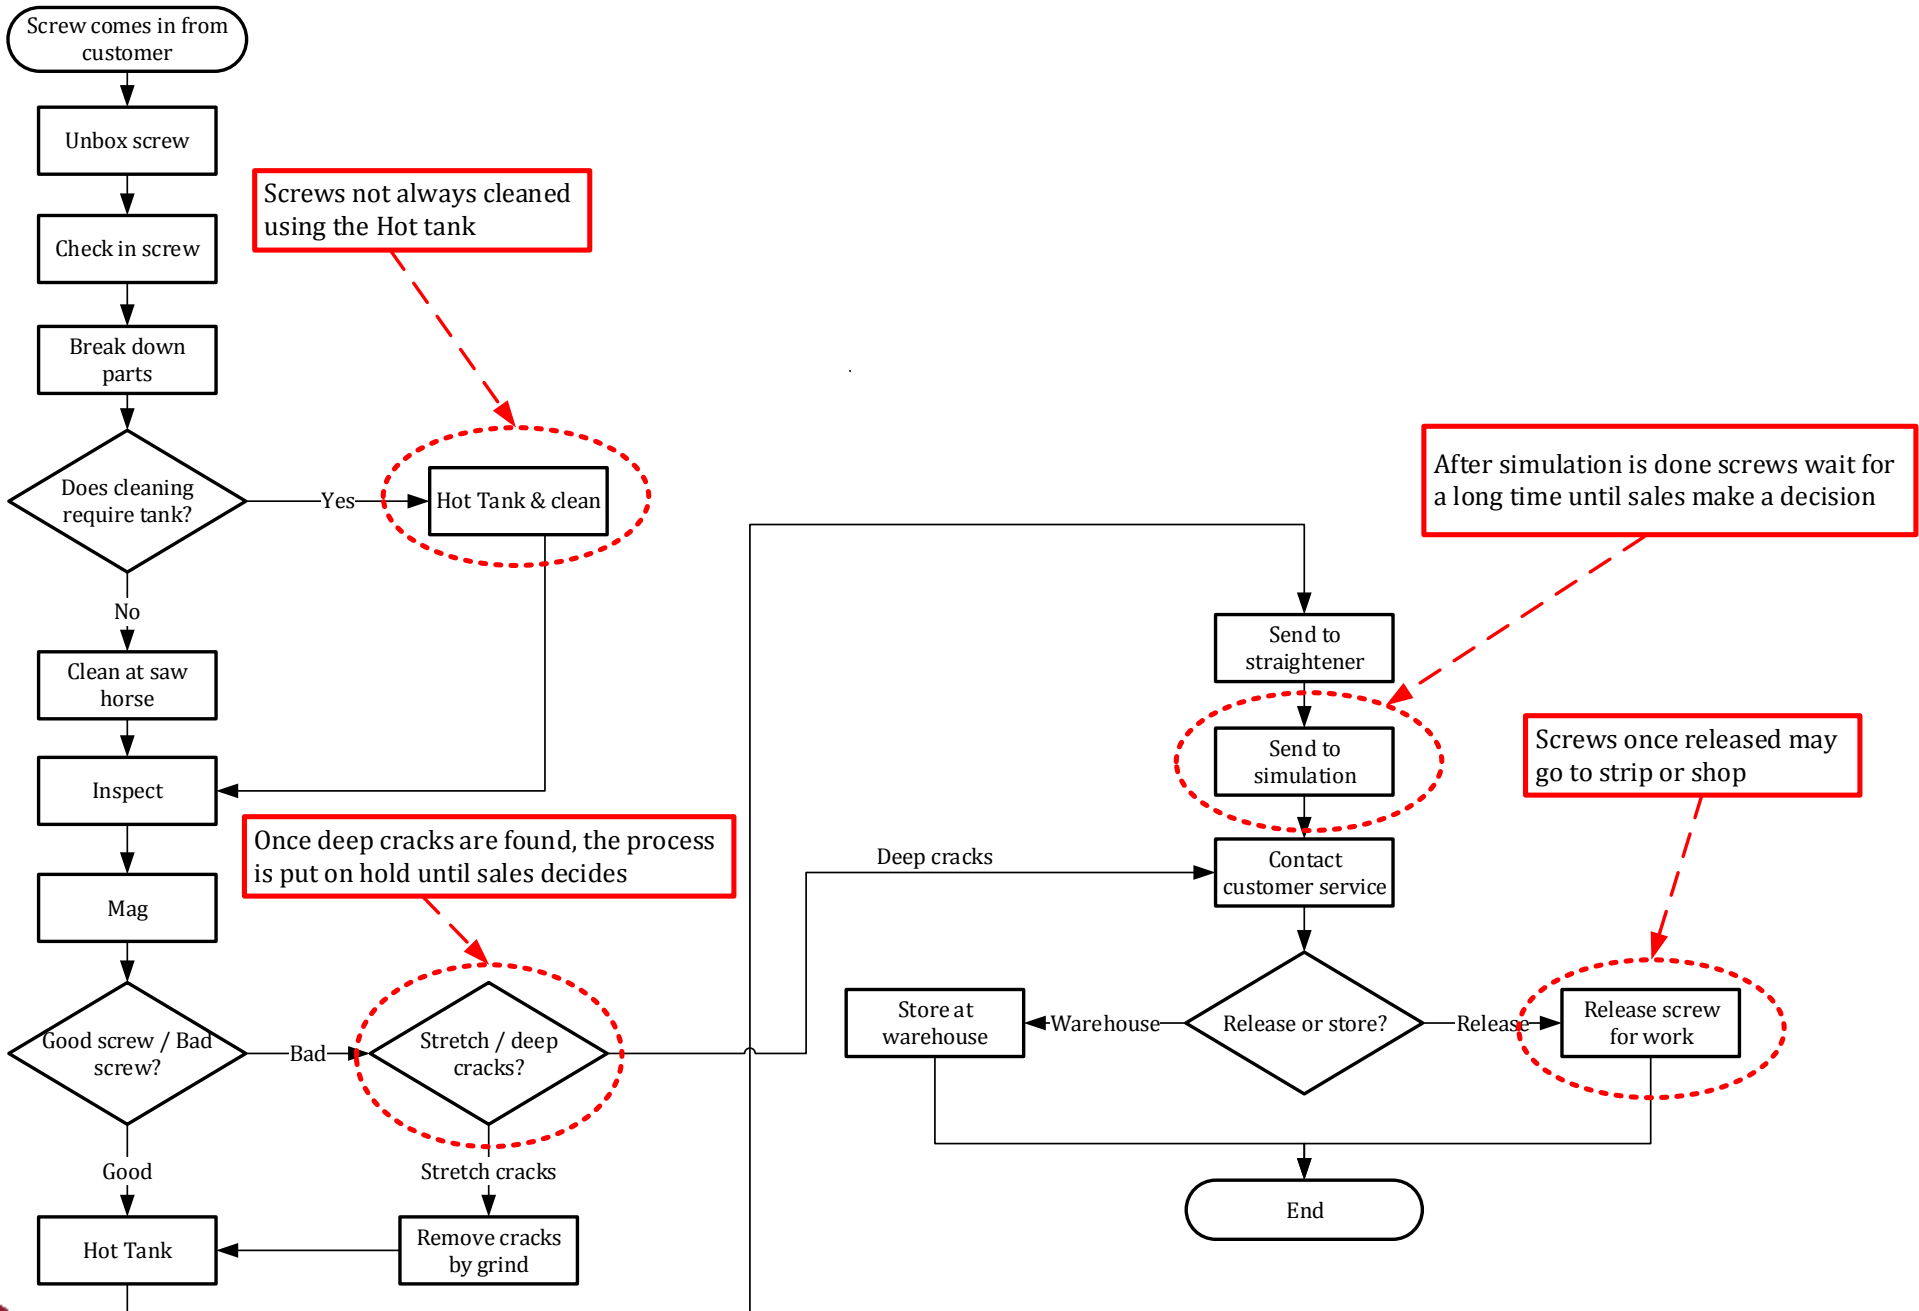 Screw comes in from
customer
Unbox screw
Check in screw
Break down
parts
Does cleaning
require tank?
Yes
Hot Tank & clean
Screws not always cleaned
using the Hot tank
No
Clean at saw
horse
Inspect
Mag
Good screw / Bad
screw?
Bad
Stretch / deep
cracks?
Once deep cracks are found, the process
is put on hold until sales decides
Good
Stretch cracks
Hot Tank
Remove cracks
by grind
Deep cracks
Send to
straightener
Send to
simulation
After simulation is done screws wait for
a long time until sales make a decision
Contact
customer service
Release or store?
Warehouse
Store at
warehouse
Release
Release screw
for work
Screws once released may
go to strip or shop
End